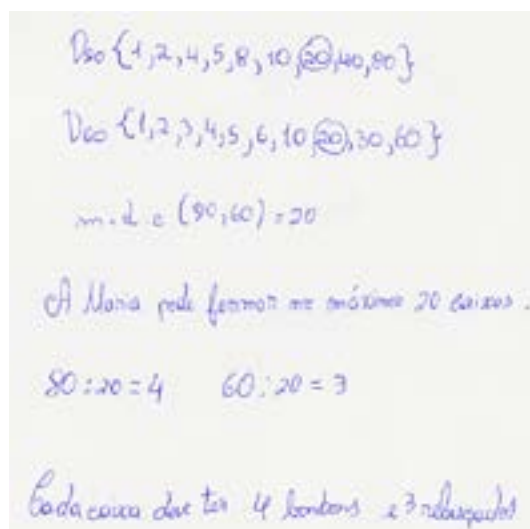 D80 {1,2,4,5,8,10,20,40,80}
D60 {1,2,3,4,5,6,10,20,30,60}
m.d c (80,60) = 20
A Maria pode formar no máximo 20 caixas.
80:20=4 60:20=3
Cada caixa deve ter 4 bombons e 3 rebuçados